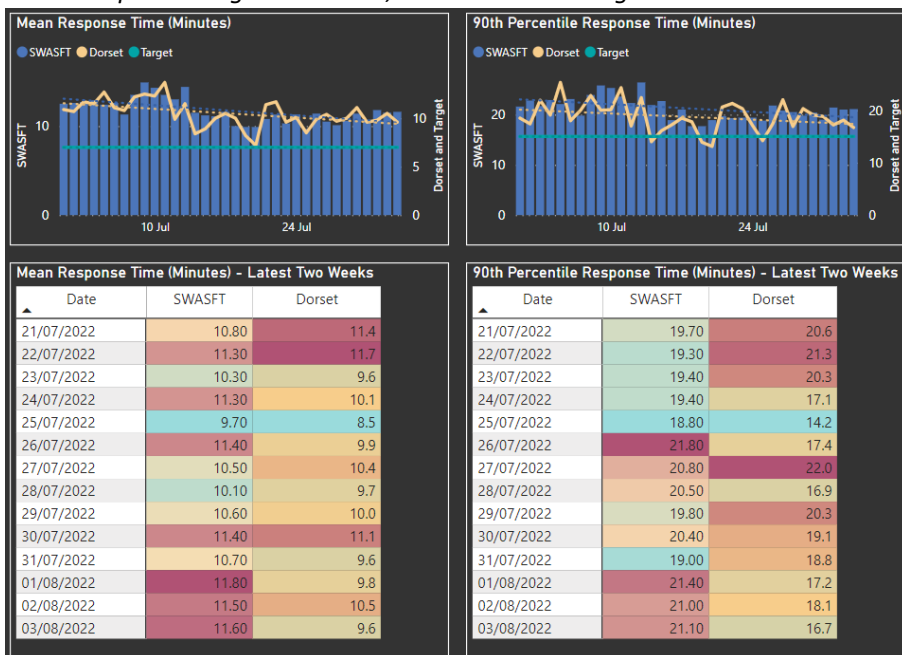 Mean Response Time (Minutes)
SWASFT Dorset Target
SWASFT
10
0
10
5
0
Dorset and Target
10 Jul 24 Jul
90th Percentile Response Time (Minutes)
SWASFT Dorset Target
SWASFT
20
10
0
20
10
0
Dorset and Target
10 Jul 24 Jul
Mean Response Time (Minutes) - Latest Two Weeks
Date SWASFT Dorset
21/07/2022 10.80 11.4
22/07/2022 11.30 11.7
23/07/2022 10.30 9.6
24/07/2022 11.30 10.1
25/07/2022 9.70 8.5
26/07/2022 11.40 9.9
27/07/2022 10.50 10.4
28/07/2022 10.10 9.7
29/07/2022 10.60 10.0
30/07/2022 11.40 11.1
31/07/2022 10.70 9.6
01/08/2022 11.80 9.8
02/08/2022 11.50 10.5
03/08/2022 11.60 9.6
90th Percentile Response Time (Minutes) - Latest Two Weeks
Date SWASFT Dorset
21/07/2022 19.70 20.6
22/07/2022 19.30 21.3
23/07/2022 19.40 20.3
24/07/2022 19.40 17.1
25/07/2022 18.80 14.2
26/07/2022 21.80 17.4
27/07/2022 20.80 22.0
28/07/2022 20.50 16.9
29/07/2022 19.80 20.3
30/07/2022 20.40 19.1
31/07/2022 19.00 18.8
01/08/2022 21.40 17.2
02/08/2022 21.00 18.1
03/08/2022 21.10 16.7